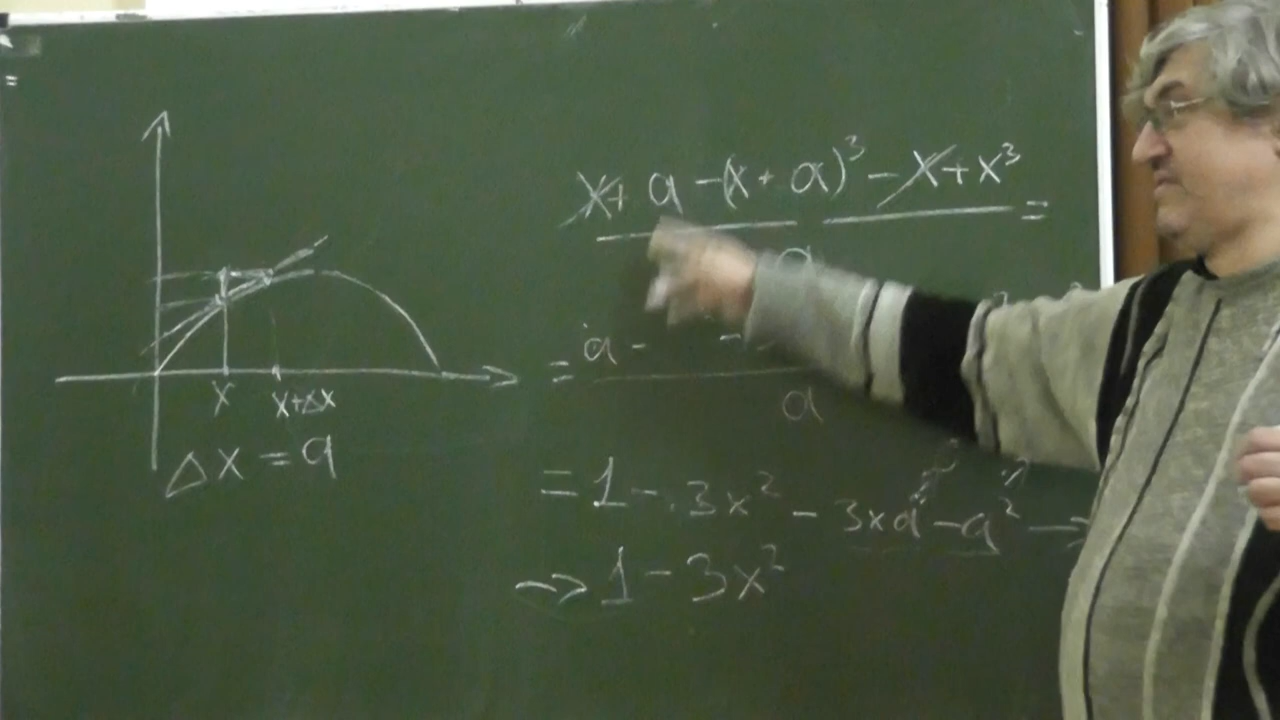 x + a - (x + a)³ - x + x³ =
a
= a - -
a
= 1 - 3x² - 3xa - a² →
→ 1 - 3x²
x x+Δx
Δx = a